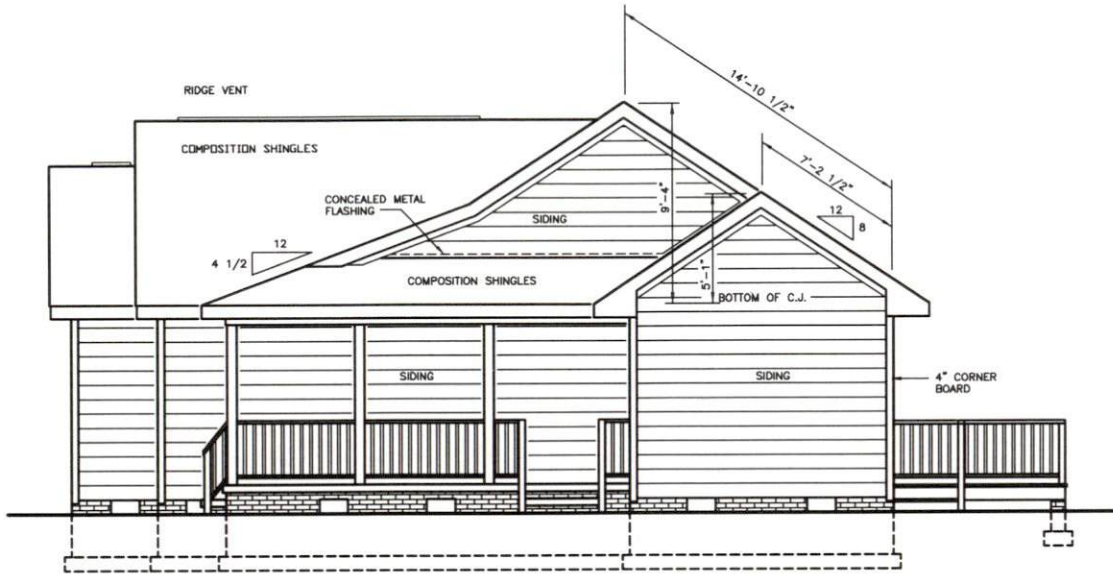 14'-10 1/2"
RIDGE VENT
COMPOSITION SHINGLES
7'-2 1/2"
CONCEALED METAL
FLASHING
9'-4"
12
8
SIDING
12
4 1/2
5'-1"
COMPOSITION SHINGLES
BOTTOM OF C.J.
SIDING
SIDING
4" CORNER
BOARD